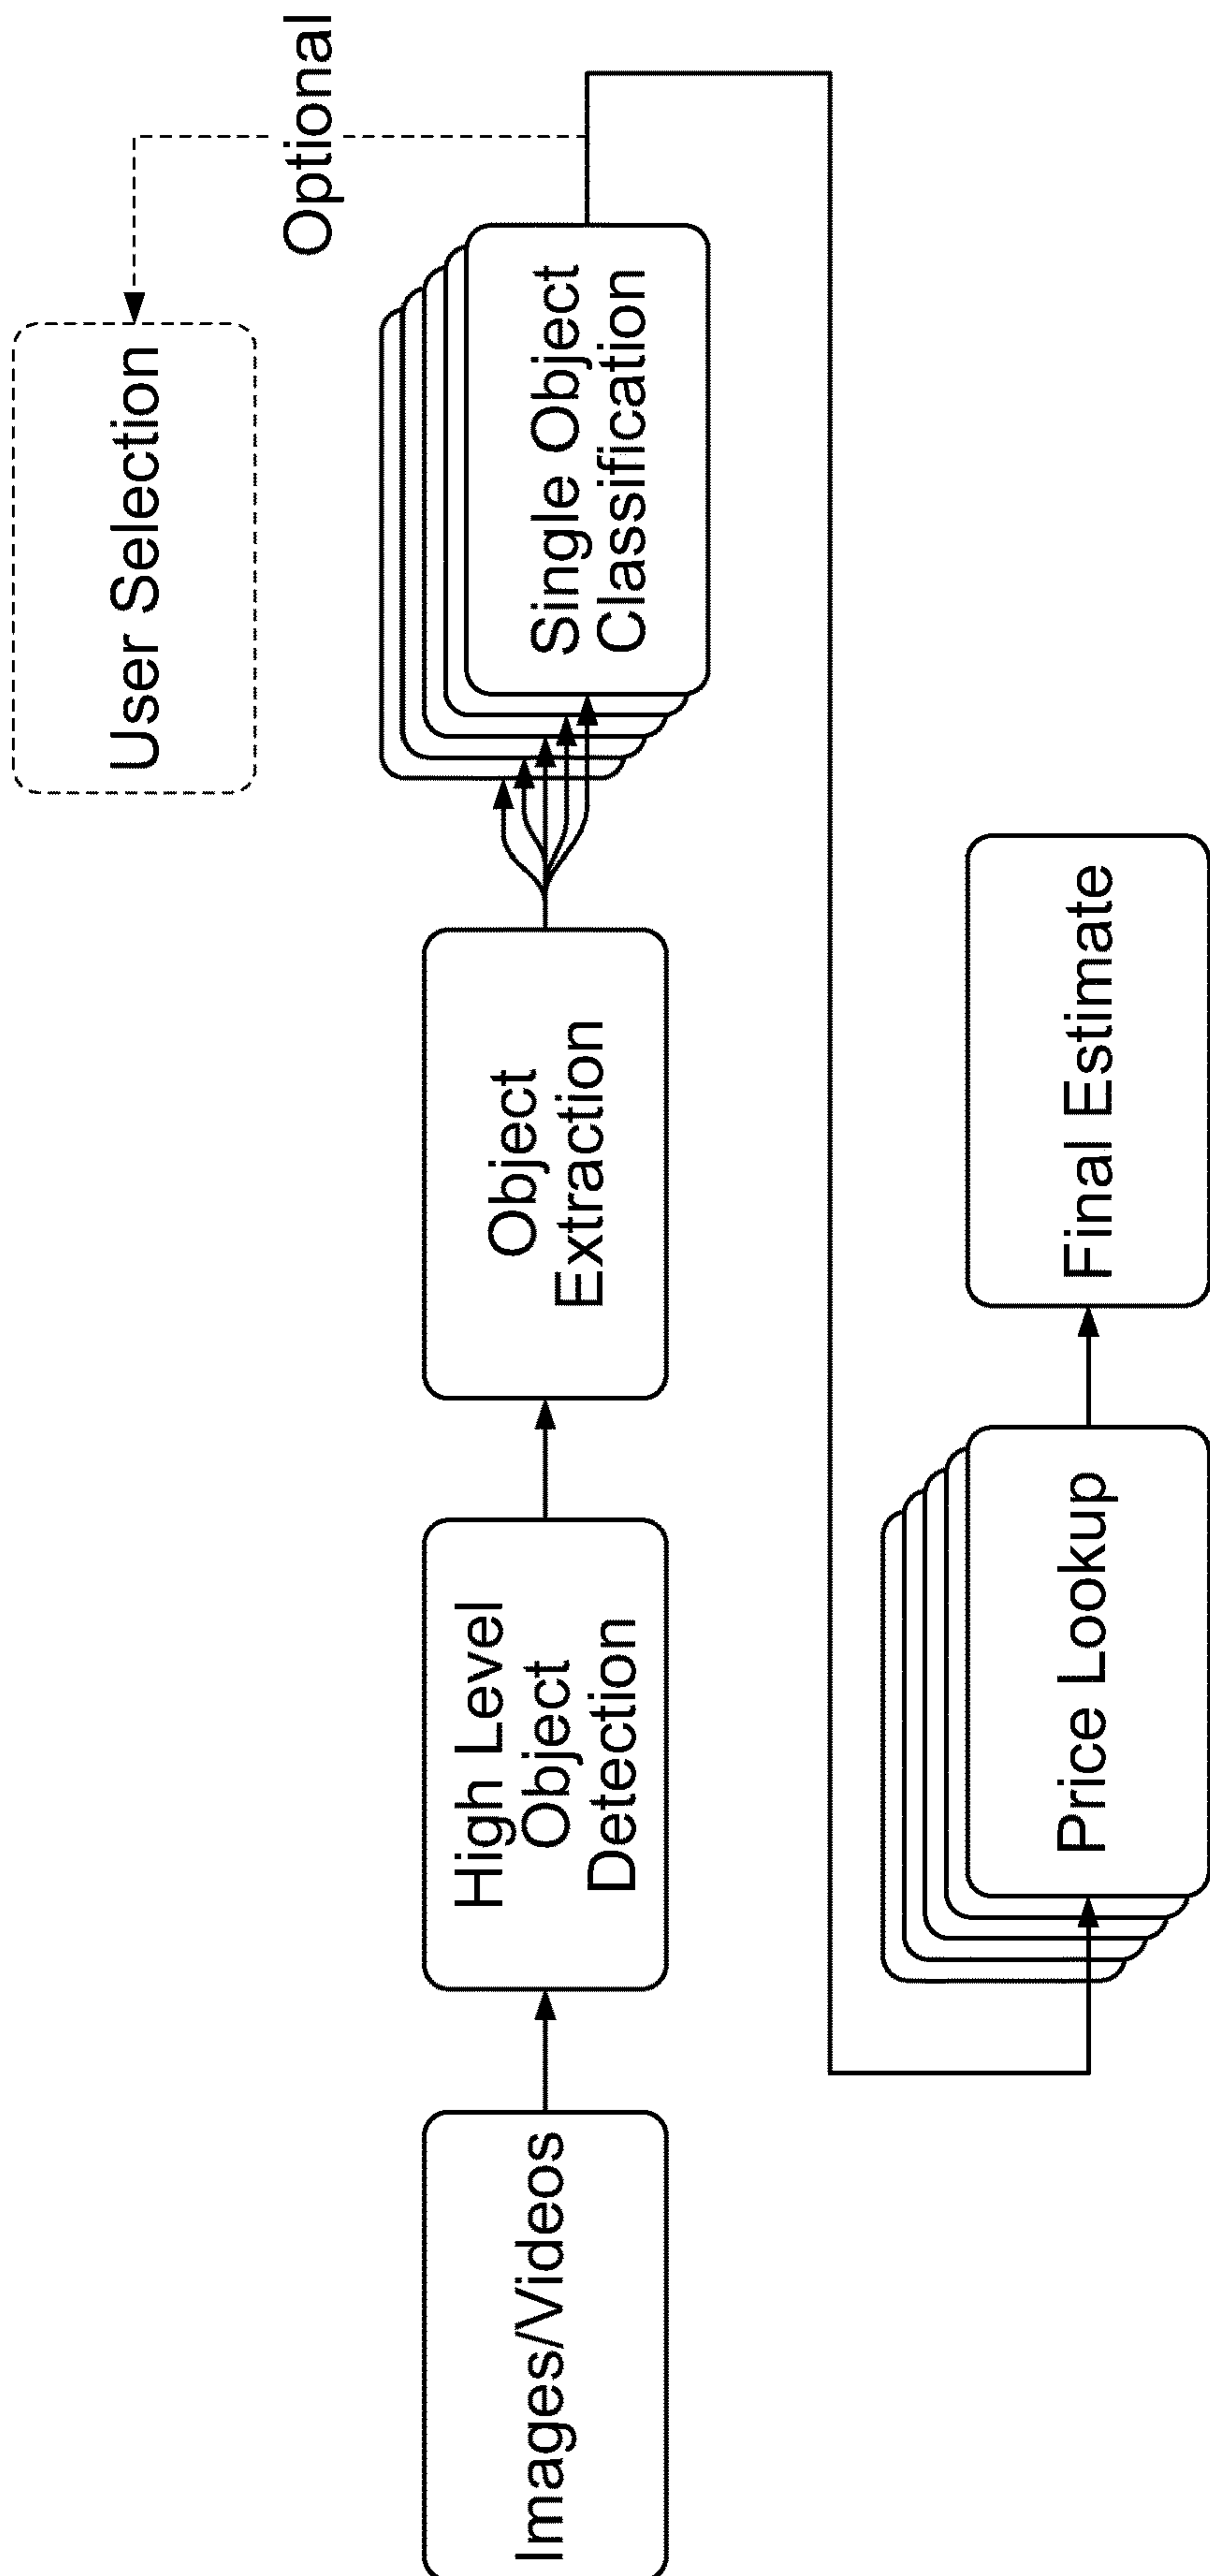 User Selection
Optional
Images/Videos
High Level
Object
Detection
Object
Extraction
Single Object
Classification
Price Lookup
Final Estimate